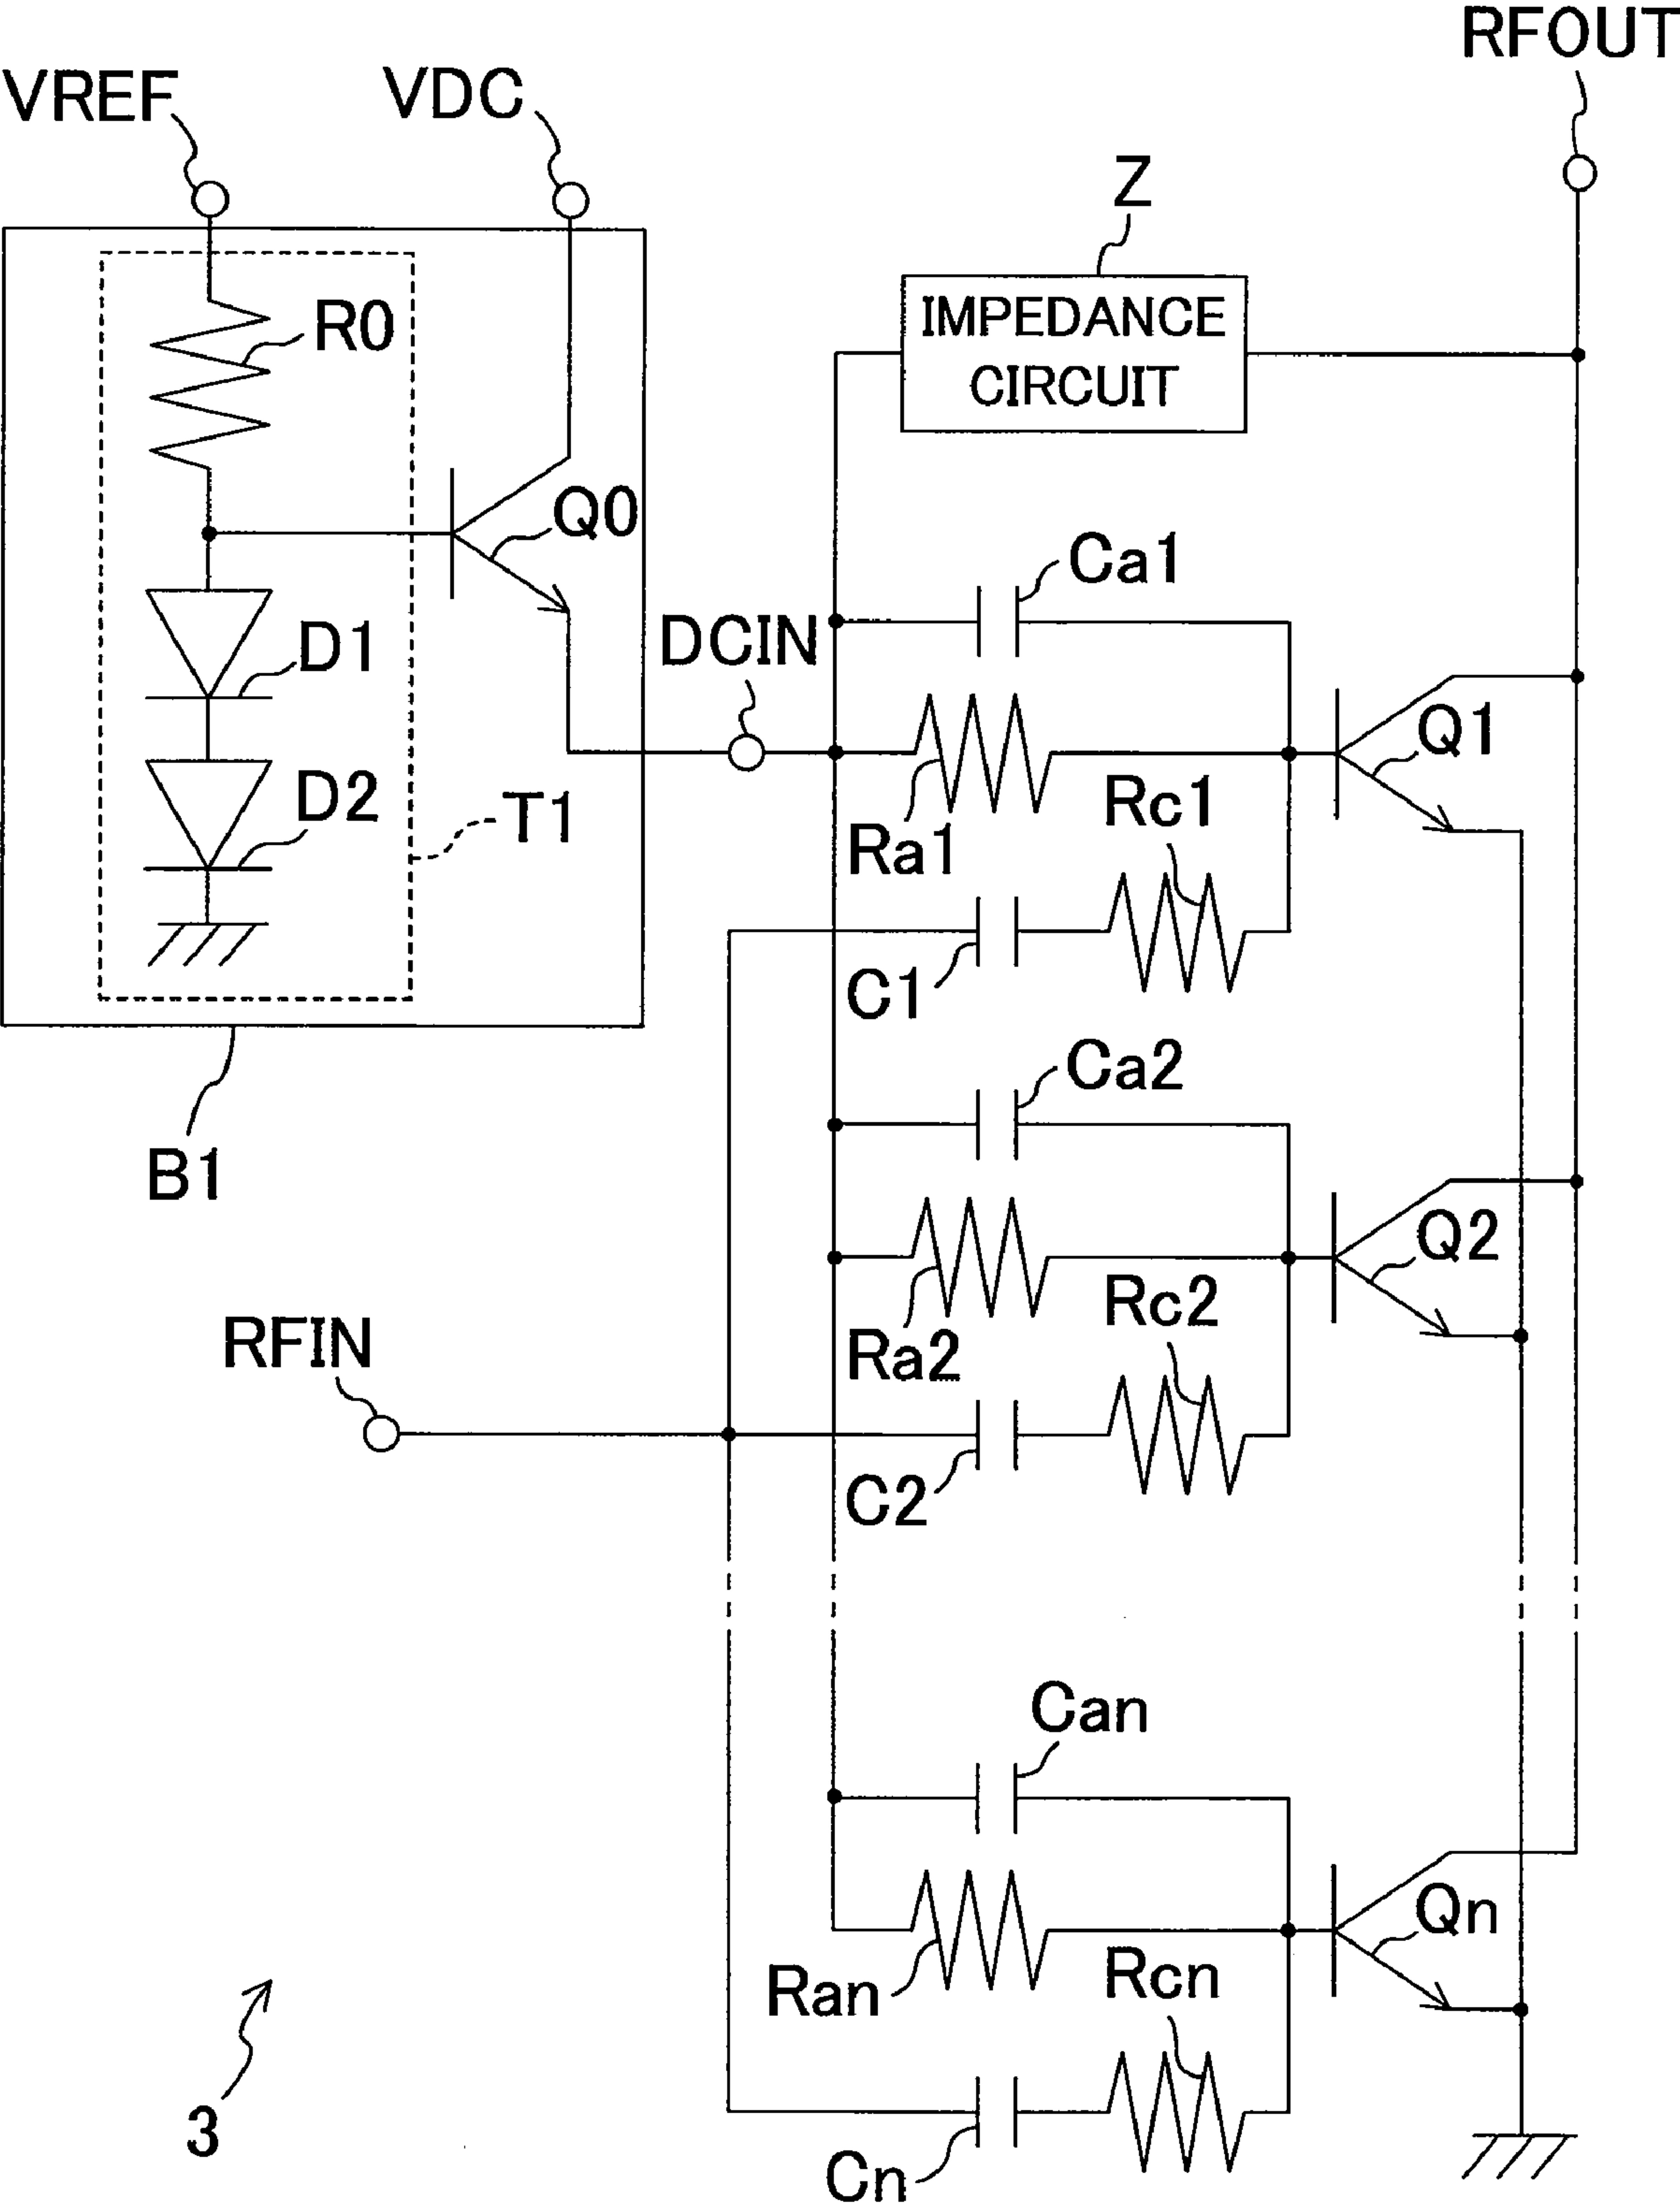 RFOUT
VREF
VDC
Z
IMPEDANCE
CIRCUIT
R0
Q0
Ca1
DCIN
D1
Q1
D2
T1
Rc1
Ra1
C1
Ca2
B1
Q2
Rc2
RFIN
Ra2
C2
Can
Qn
Rcn
Ran
3
Cn